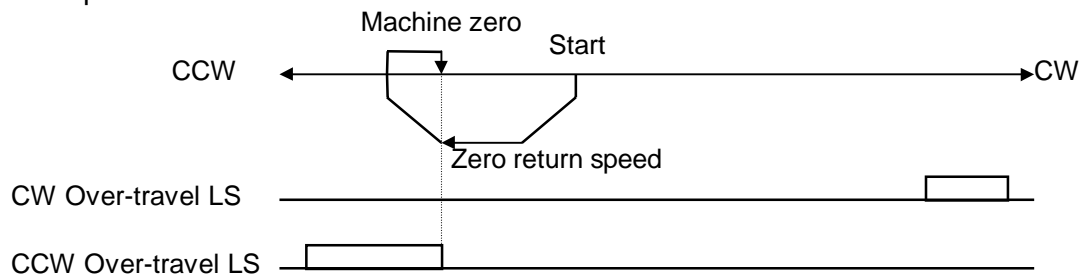 Machine zero
Start
CCW
CW
Zero return speed
CW Over-travel LS
CCW Over-travel LS